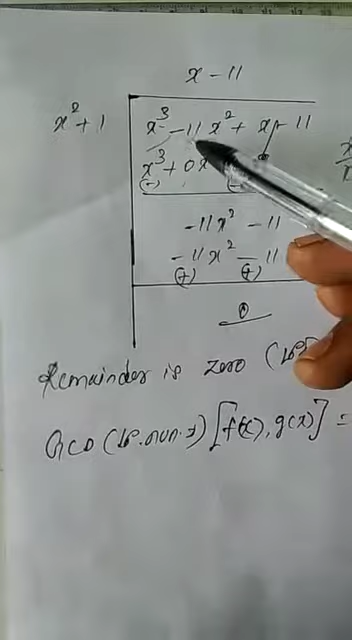 x - 11
x² + 1
x³ - 11x² + x - 11
x³ + 0x
(-)
-11x² - 11
-11x² - 11
(+) (+)
0
Remainder is zero
GCD [f(x), g(x)] =